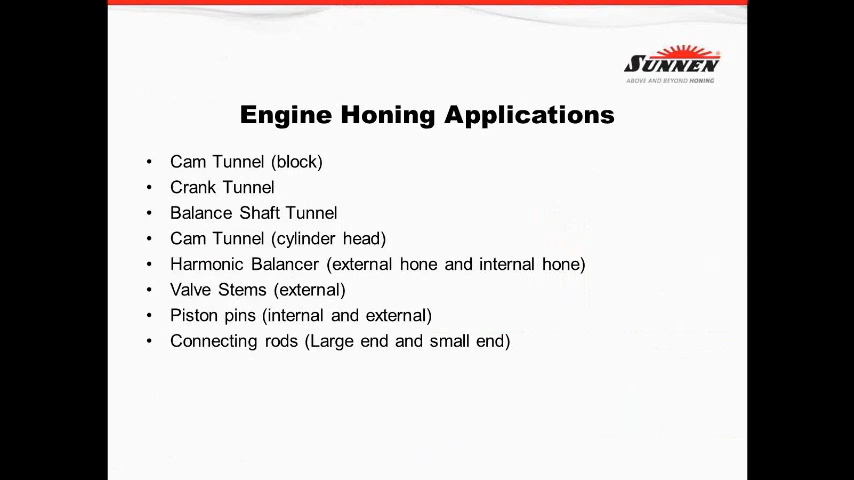 SUNNEN®
ABOVE AND BEYOND HONING
Engine Honing Applications
• Cam Tunnel (block)
• Crank Tunnel
• Balance Shaft Tunnel
• Cam Tunnel (cylinder head)
• Harmonic Balancer (external hone and internal hone)
• Valve Stems (external)
• Piston pins (internal and external)
• Connecting rods (Large end and small end)